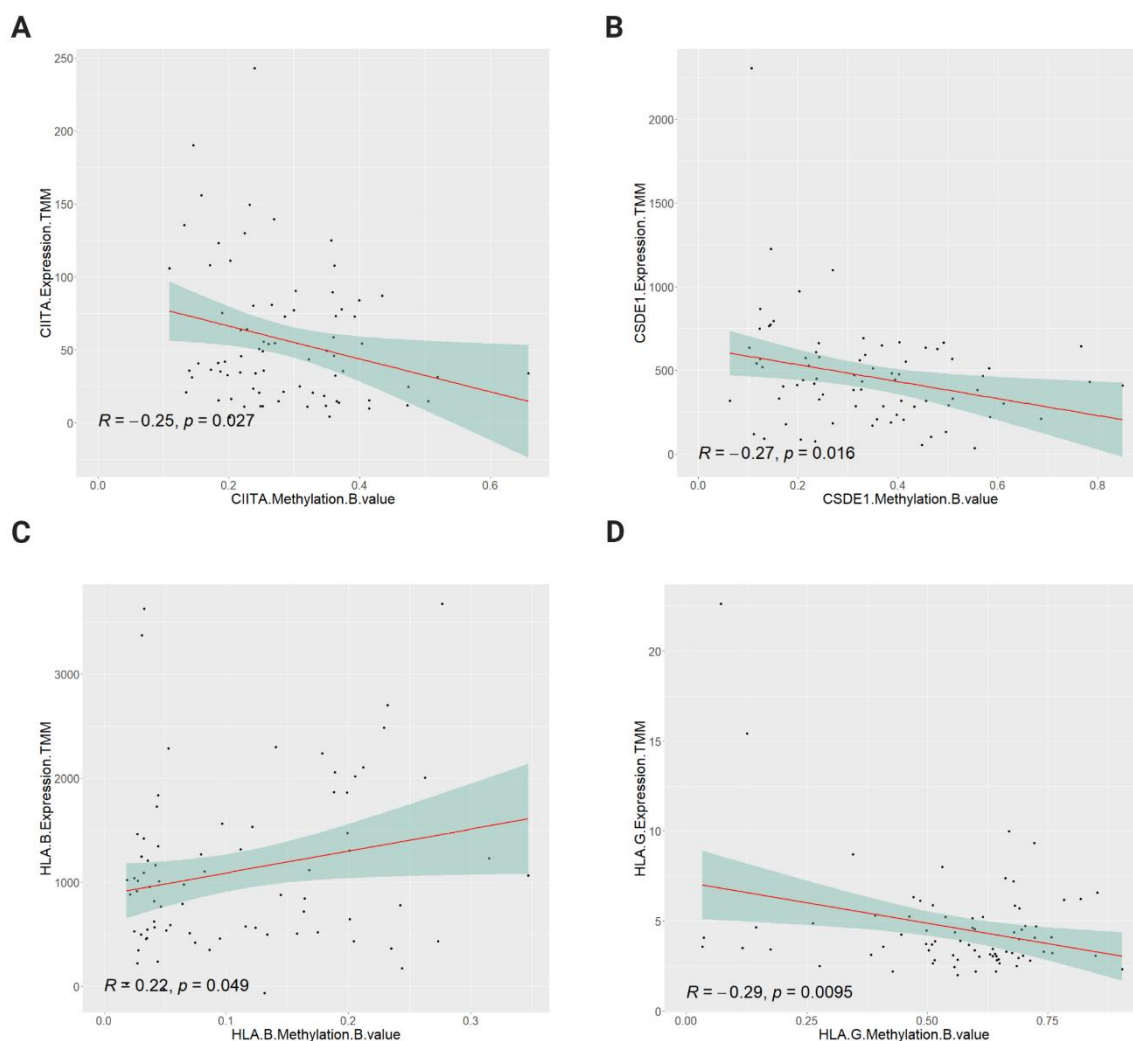 A
250
200
150
100
50
0
CIITA.Expression.TMM
R = −0.25, p = 0.027
0.0 0.2 0.4 0.6
CIITA.Methylation.B.value
B
2000
1500
1000
500
0
CSDE1.Expression.TMM
R = −0.27, p = 0.016
0.0 0.2 0.4 0.6 0.8
CSDE1.Methylation.B.value
C
3000
2000
1000
0
HLA.B.Expression.TMM
R = 0.22, p = 0.049
0.0 0.1 0.2 0.3
HLA.B.Methylation.B.value
D
20
15
10
5
0
HLA.G.Expression.TMM
R = −0.29, p = 0.0095
0.00 0.25 0.50 0.75
HLA.G.Methylation.B.value